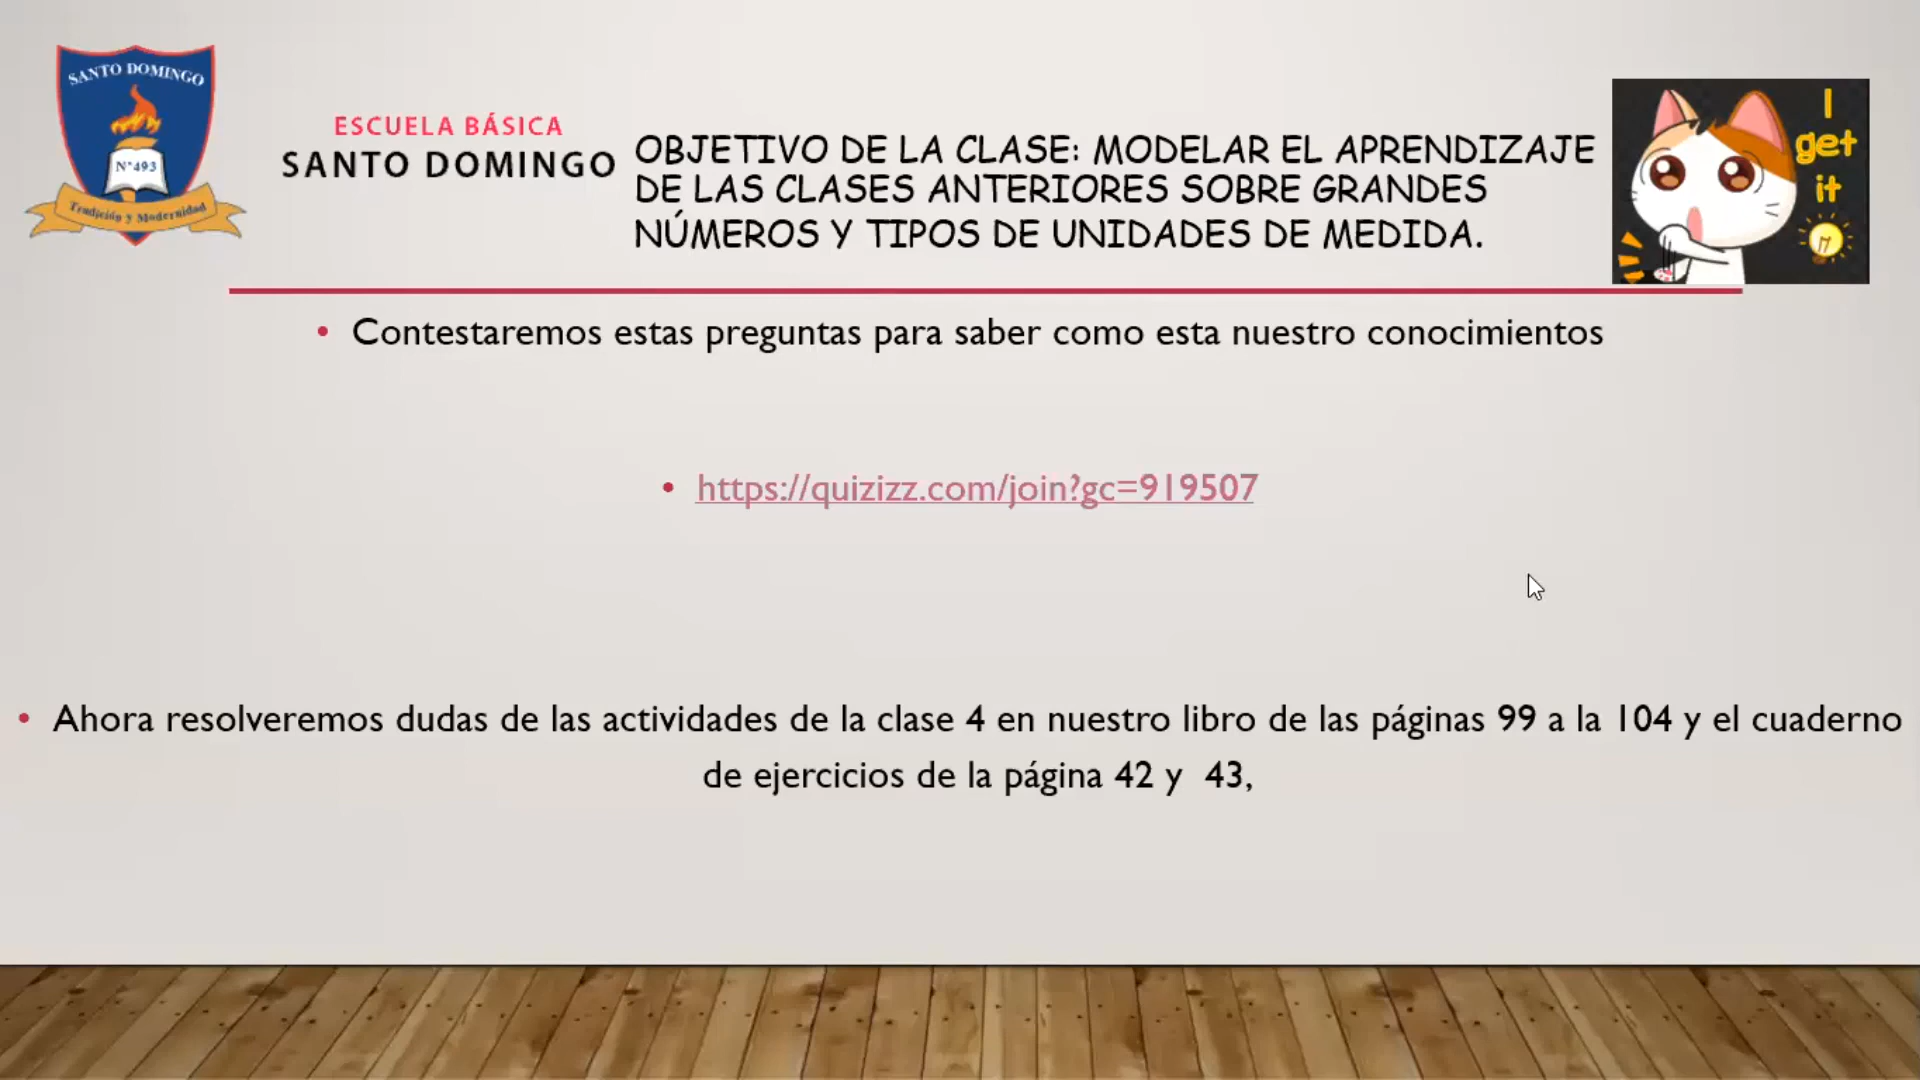 SANTO DOMINGO
N°493
Tradición y Modernidad
ESCUELA BÁSICA
SANTO DOMINGO
OBJETIVO DE LA CLASE: MODELAR EL APRENDIZAJE
DE LAS CLASES ANTERIORES SOBRE GRANDES
NÚMEROS Y TIPOS DE UNIDADES DE MEDIDA.
I
get
it
• Contestaremos estas preguntas para saber como esta nuestro conocimientos
• https://quizizz.com/join?gc=919507
• Ahora resolveremos dudas de las actividades de la clase 4 en nuestro libro de las páginas 99 a la 104 y el cuaderno
de ejercicios de la página 42 y  43,